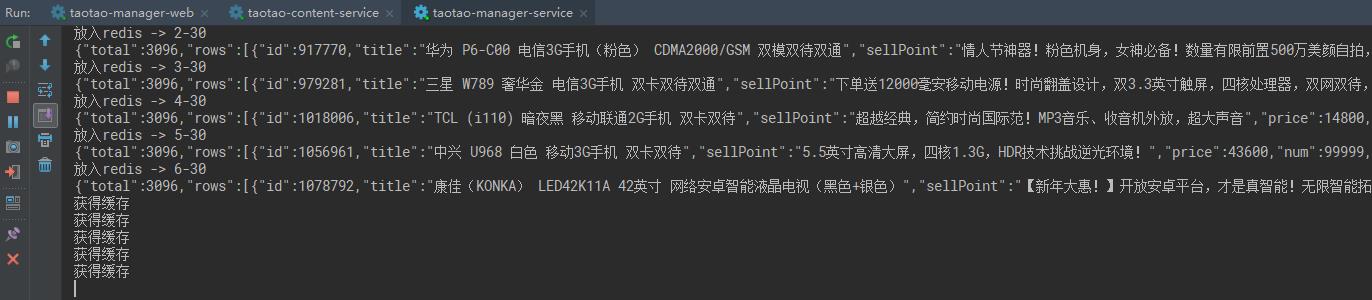 Run: taotao-manager-web × taotao-content-service × taotao-manager-service ×
放入redis -> 2-30
{"total":3096,"rows":[{"id":917770,"title":"华为 P6-C00 电信3G手机（粉色） CDMA2000/GSM 双模双待双通","sellPoint":"情人节神器！粉色机身，女神必备！数量有限前置500万美颜自拍，
放入redis -> 3-30
{"total":3096,"rows":[{"id":979281,"title":"三星 W789 奢华金 电信3G手机 双卡双待双通","sellPoint":"下单送12000毫安移动电源！时尚翻盖设计，双3.3英寸触屏，四核处理器，双网双待，
放入redis -> 4-30
{"total":3096,"rows":[{"id":1018006,"title":"TCL (i110) 暗夜黑 移动联通2G手机 双卡双待","sellPoint":"超越经典，简约时尚国际范！MP3音乐、收音机外放，超大声音","price":14800,
放入redis -> 5-30
{"total":3096,"rows":[{"id":1056961,"title":"中兴 U968 白色 移动3G手机 双卡双待","sellPoint":"5.5英寸高清大屏，四核1.3G，HDR技术挑战逆光环境！","price":43600,"num":99999,
放入redis -> 6-30
{"total":3096,"rows":[{"id":1078792,"title":"康佳（KONKA） LED42K11A 42英寸 网络安卓智能液晶电视（黑色+银色）","sellPoint":"【新年大惠！】开放安卓平台，才是真智能！无限智能拓
获得缓存
获得缓存
获得缓存
获得缓存
获得缓存